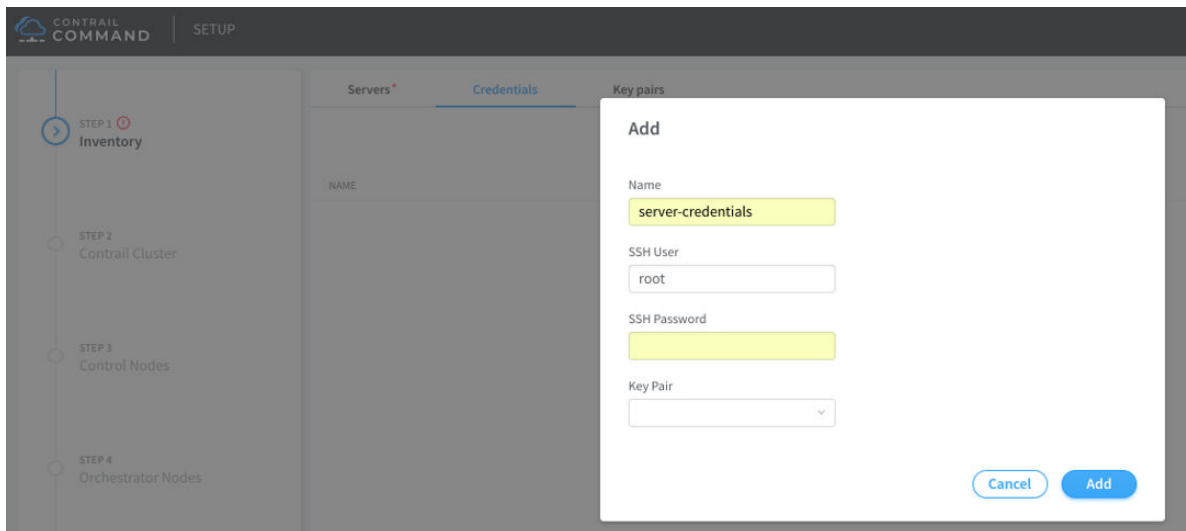 CONTRAIL
COMMAND
SETUP
Servers*
Credentials
Key pairs
STEP 1
Inventory
NAME
STEP 2
Contrail Cluster
STEP 3
Control Nodes
STEP 4
Orchestrator Nodes
Add
Name
server-credentials
SSH User
root
SSH Password
Key Pair
Cancel
Add